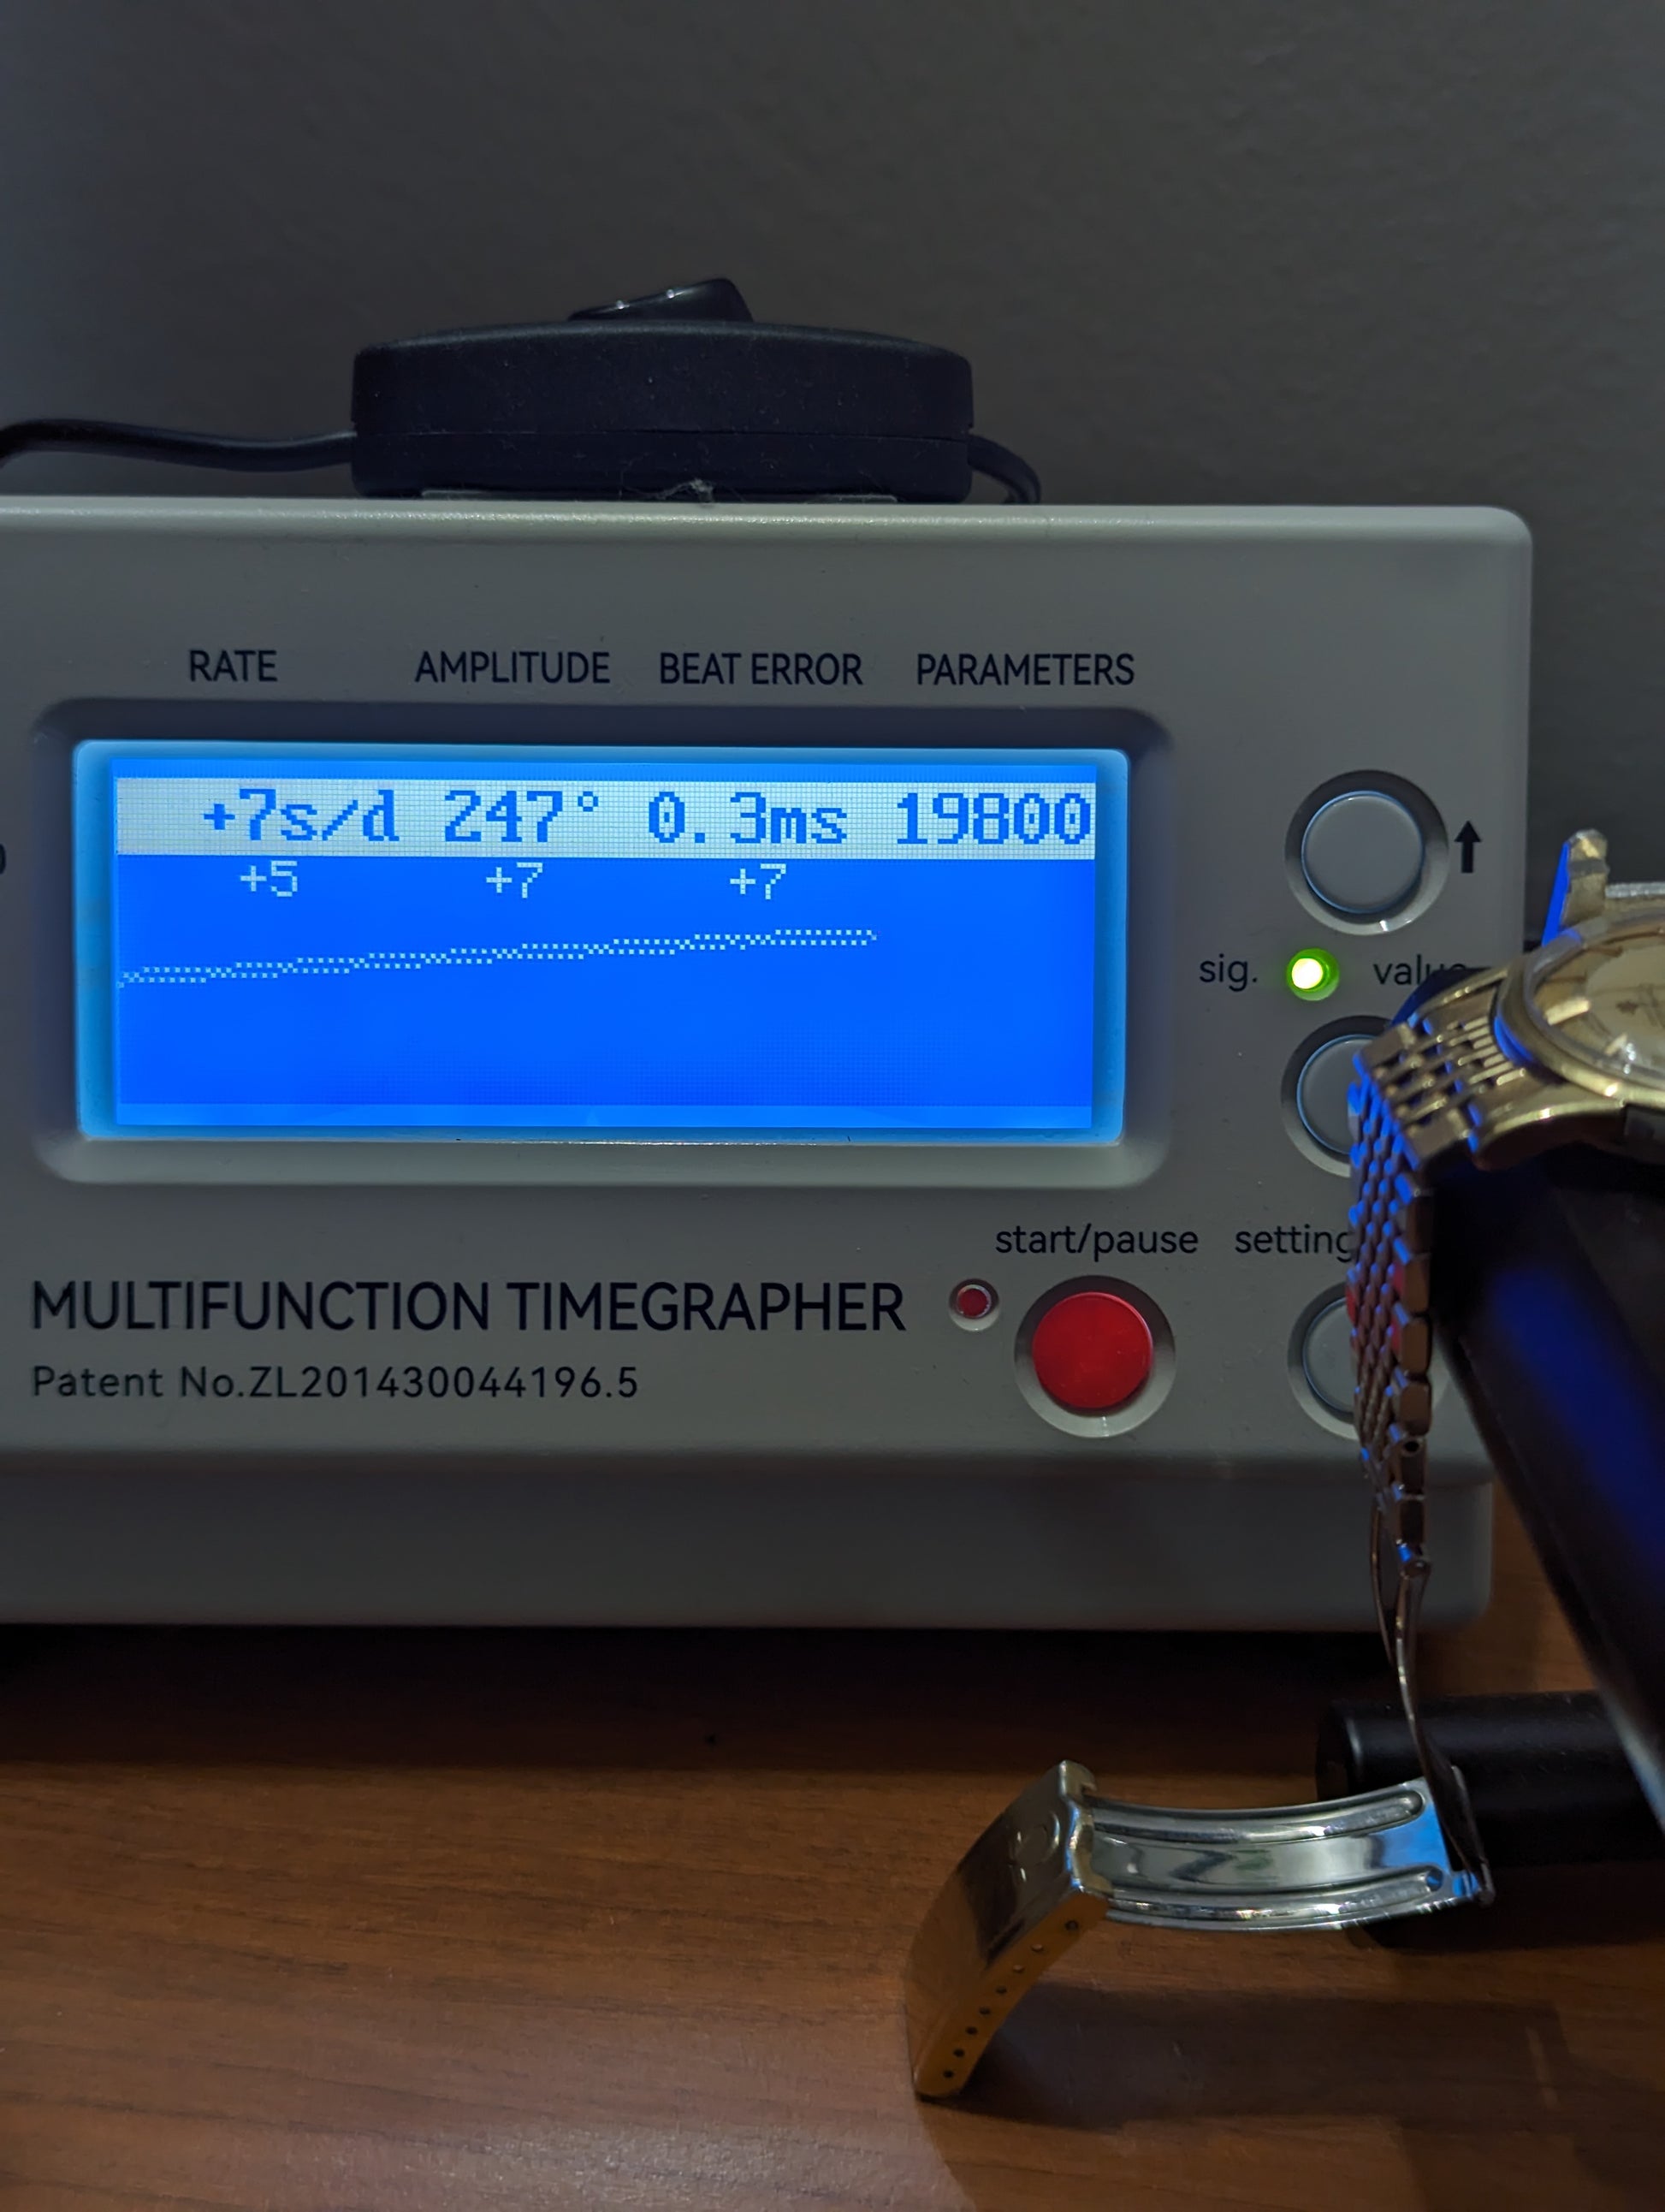 RATE AMPLITUDE BEAT ERROR PARAMETERS
+7s/d 247° 0.3ms 19800
+5 +7 +7
sig.
start/pause setting
MULTIFUNCTION TIMEGRAPHER
Patent No.ZL201430044196.5